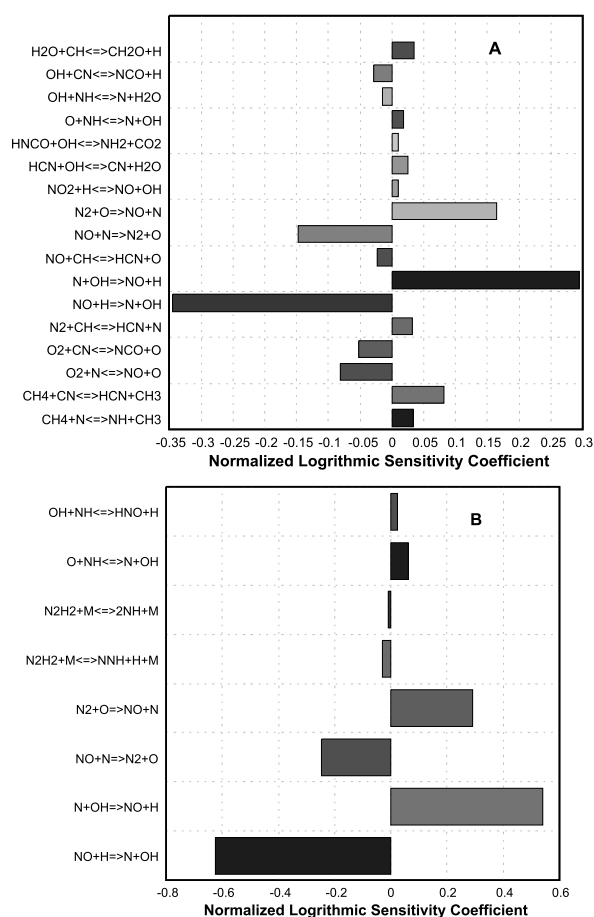 A
H2O+CH<=>CH2O+H
OH+CN<=>NCO+H
OH+NH<=>N+H2O
O+NH<=>N+OH
HNCO+OH<=>NH2+CO2
HCN+OH<=>CN+H2O
NO2+H<=>NO+OH
N2+O=>NO+N
NO+N=>N2+O
NO+CH<=>HCN+O
N+OH=>NO+H
NO+H=>N+OH
N2+CH<=>HCN+N
O2+CN<=>NCO+O
O2+N<=>NO+O
CH4+CN<=>HCN+CH3
CH4+N<=>NH+CH3
-0.35 -0.3 -0.25 -0.2 -0.15 -0.1 -0.05 0 0.05 0.1 0.15 0.2 0.25 0.3
Normalized Logrithmic Sensitivity Coefficient
B
OH+NH<=>HNO+H
O+NH<=>N+OH
N2H2+M<=>2NH+M
N2H2+M<=>NNH+H+M
N2+O=>NO+N
NO+N=>N2+O
N+OH=>NO+H
NO+H=>N+OH
-0.8 -0.6 -0.4 -0.2 0 0.2 0.4 0.6
Normalized Logrithmic Sensitivity Coefficient